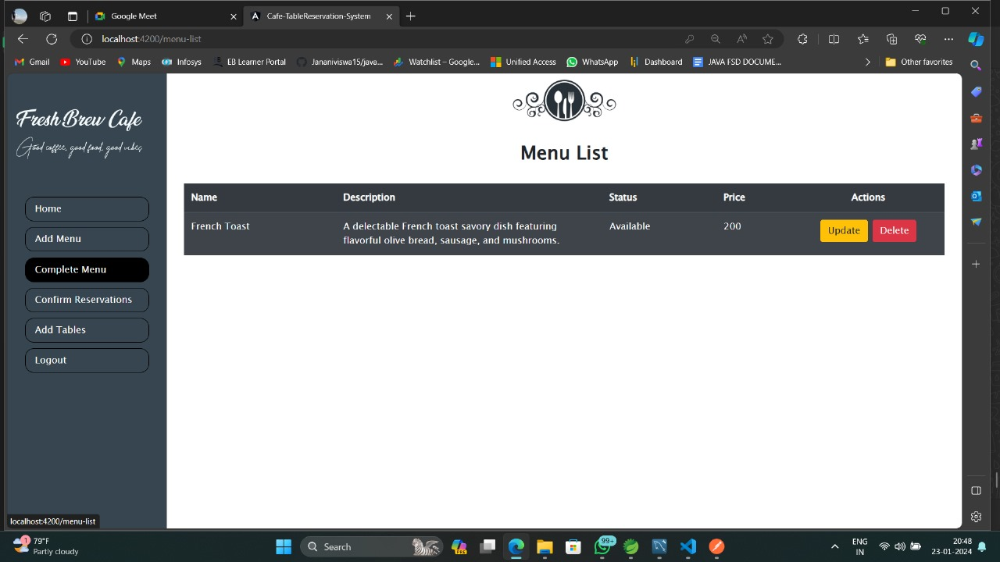 Google Meet
Cafe-TableReservation-System
localhost:4200/menu-list
Gmail
YouTube
Maps
Infosys
EB Learner Portal
Jananiviswa15/java...
Watchlist – Google...
Unified Access
WhatsApp
Dashboard
JAVA FSD DOCUME...
Other favorites
Fresh Brew Cafe
Good coffee, good food, good vibes
Home
Add Menu
Complete Menu
Confirm Reservations
Add Tables
Logout
Menu List
Name Description Status Price Actions
French Toast A delectable French toast savory dish featuring Available 200 Update Delete
flavorful olive bread, sausage, and mushrooms.
localhost:4200/menu-list
1
79°F
Partly cloudy
Search
PRE
99+
ENG
IN
20:48
23-01-2024